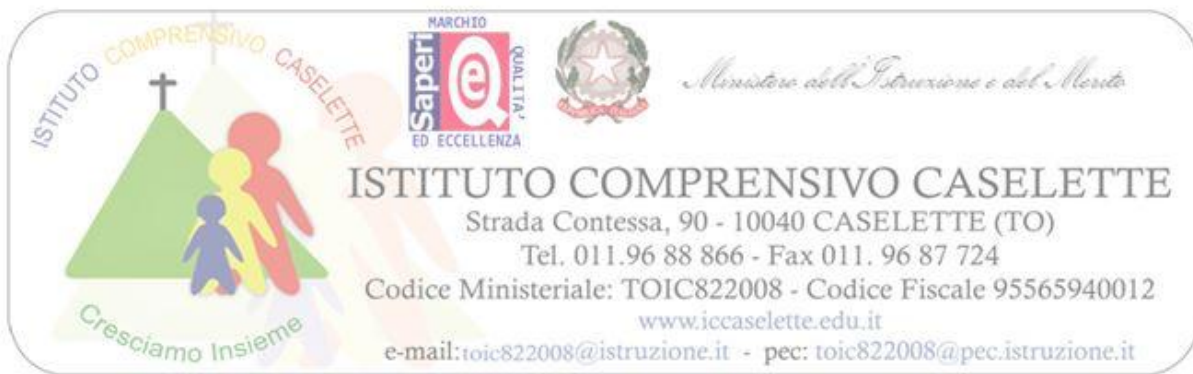 ISTITUTO COMPRENSIVO CASELETTE
Cresciamo Insieme
MARCHIO
Saperi
e
QUALITA'
ED ECCELLENZA
Ministero dell'Istruzione e del Merito
ISTITUTO COMPRENSIVO CASELETTE
Strada Contessa, 90 - 10040 CASELETTE (TO)
Tel. 011.96 88 866 - Fax 011. 96 87 724
Codice Ministeriale: TOIC822008 - Codice Fiscale 95565940012
www.iccaselette.edu.it
e-mail:toic822008@istruzione.it - pec: toic822008@pec.istruzione.it